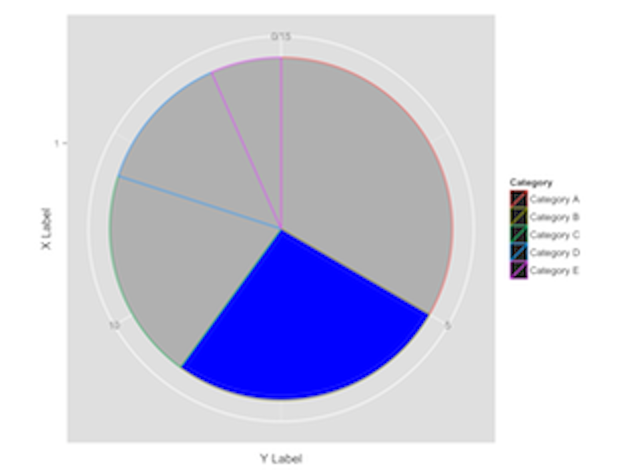 0/15
1
X Label
10
5
Y Label
Category
Category A
Category B
Category C
Category D
Category E